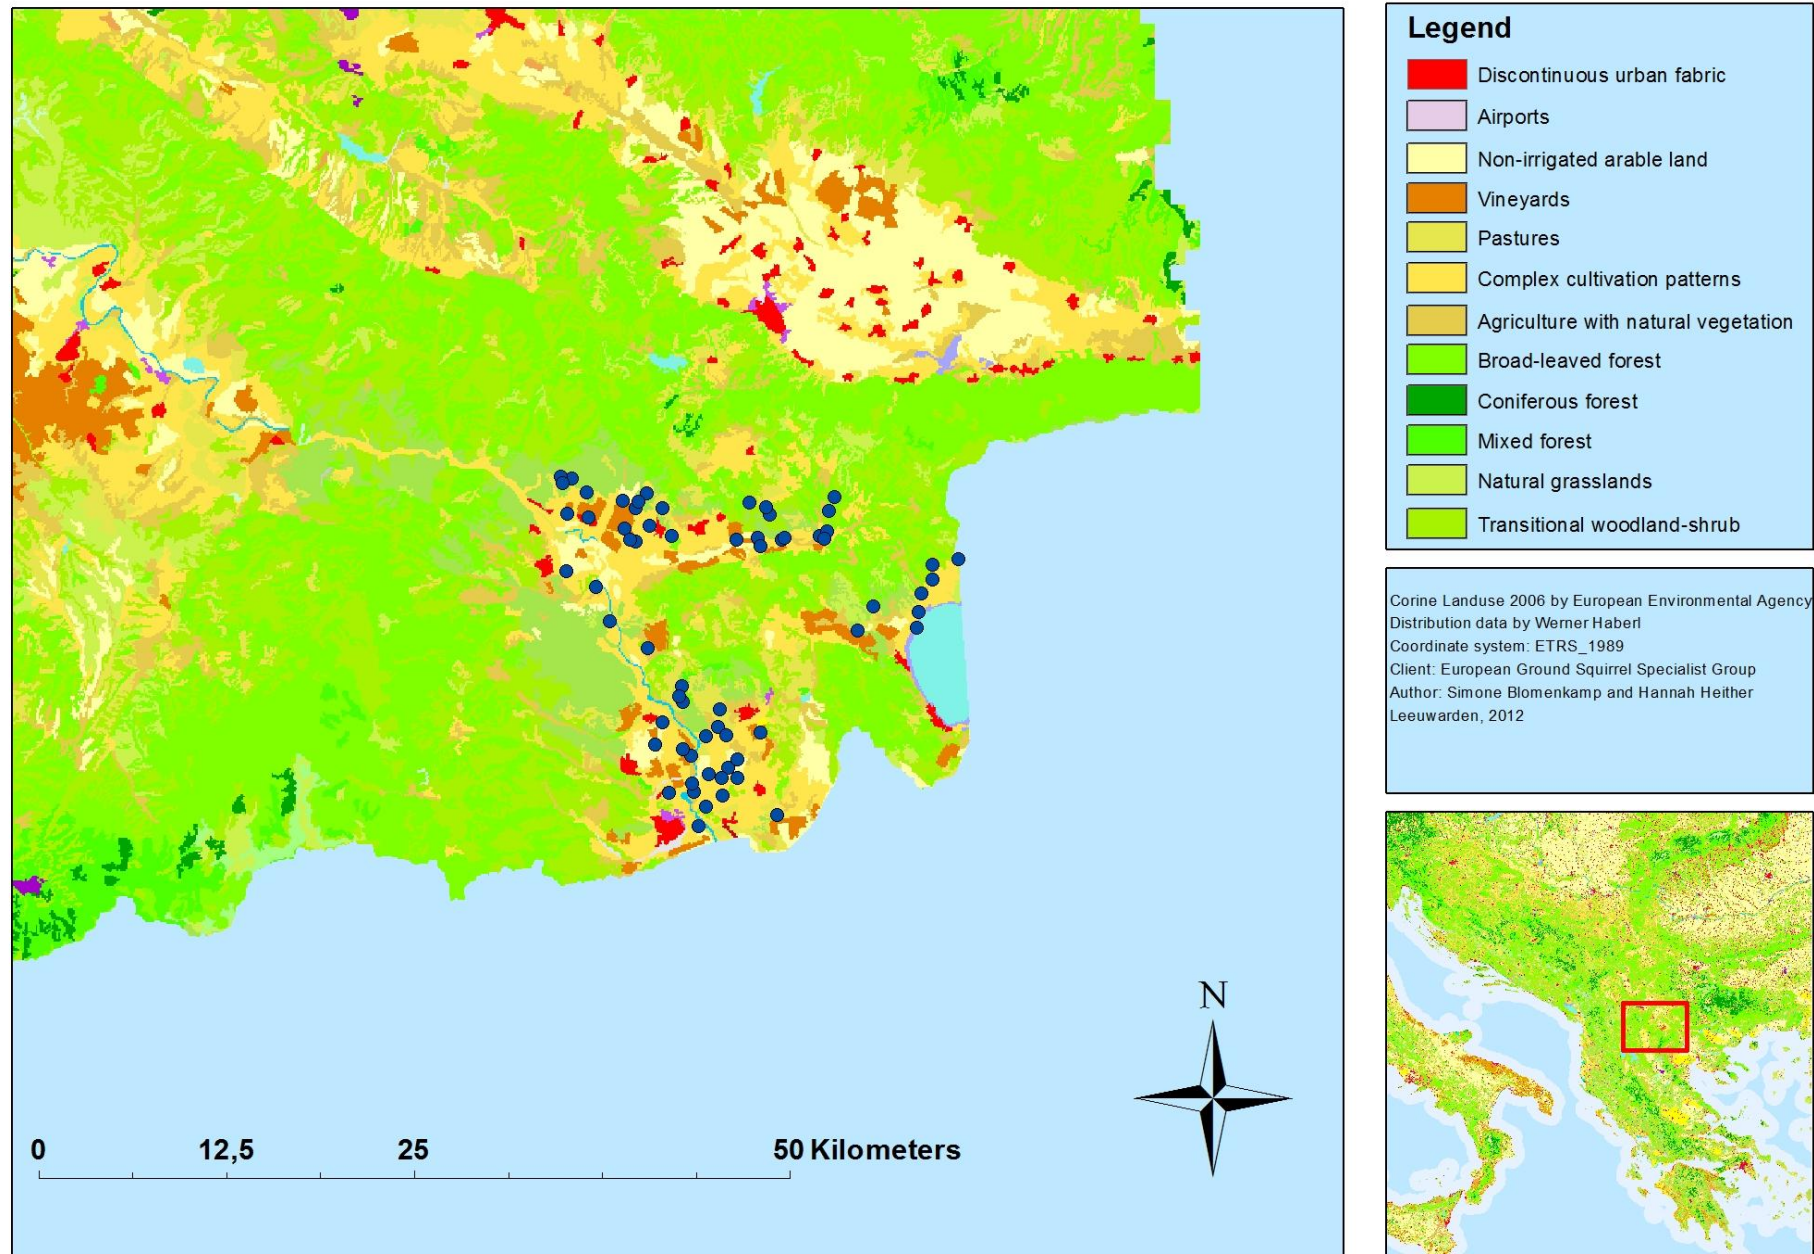 Legend
Discontinuous urban fabric
Airports
Non-irrigated arable land
Vineyards
Pastures
Complex cultivation patterns
Agriculture with natural vegetation
Broad-leaved forest
Coniferous forest
Mixed forest
Natural grasslands
Transitional woodland-shrub
Corine Landuse 2006 by European Environmental Agency
Distribution data by Werner Haberl
Coordinate system: ETRS_1989
Client: European Ground Squirrel Specialist Group
Author: Simone Blomenkamp and Hannah Heither
Leeuwarden, 2012
N
0 12,5 25 50 Kilometers